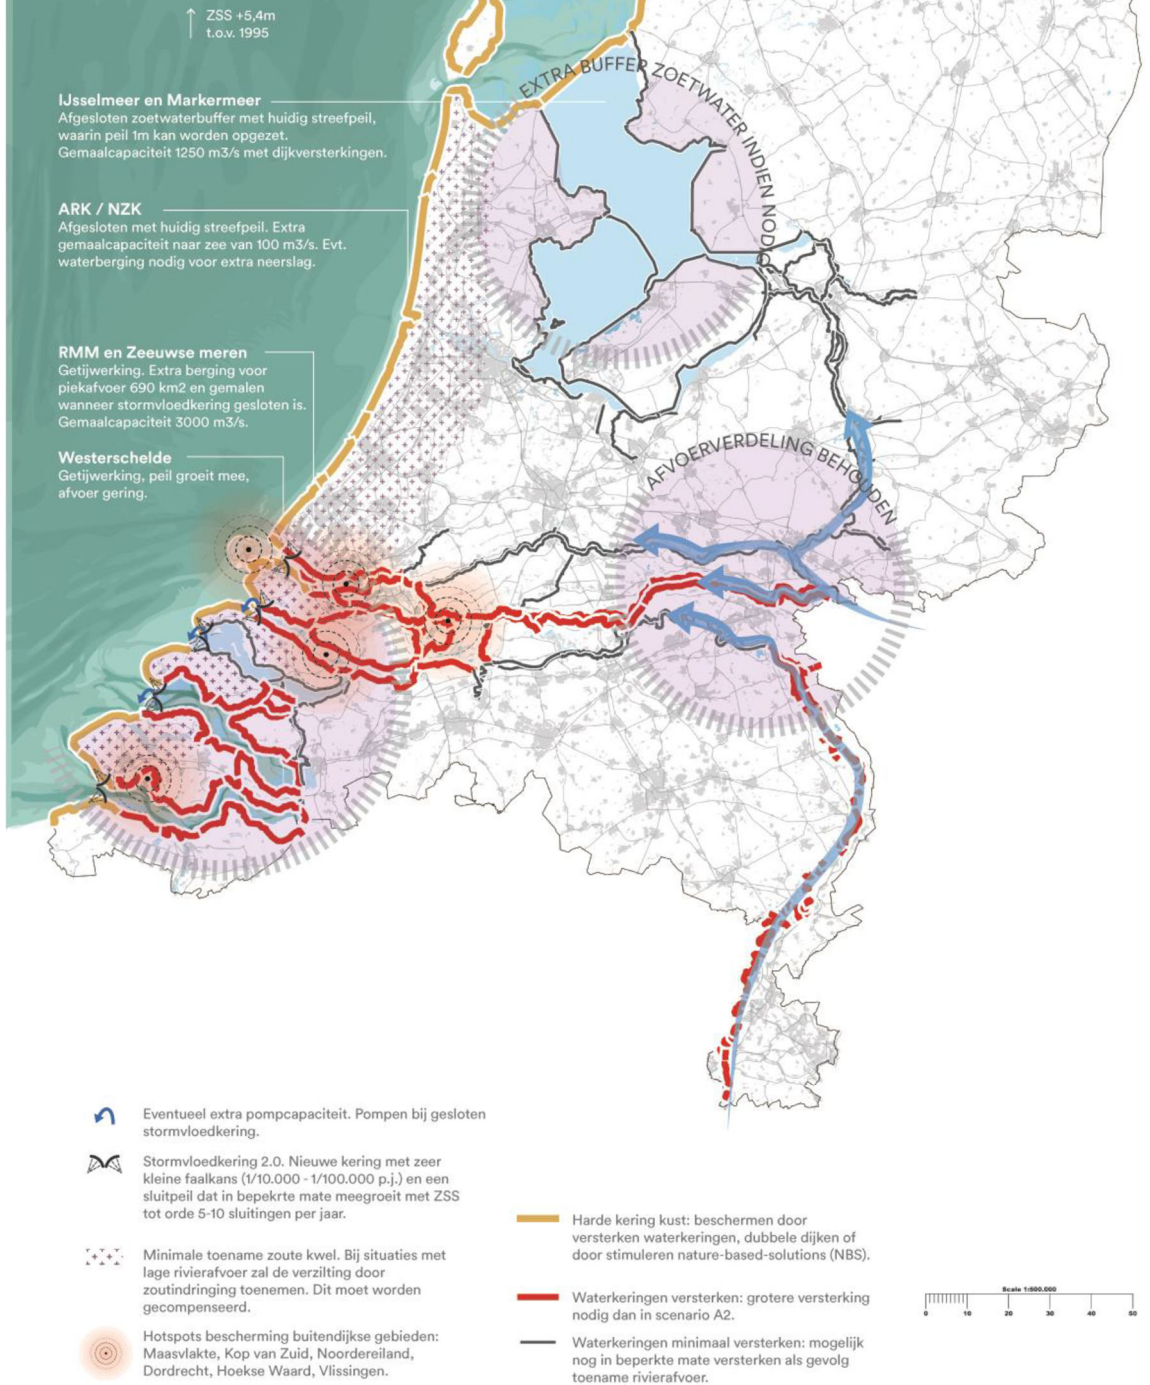 ZSS +5,4m
t.o.v. 1995
IJsselmeer en Markermeer
Afgesloten zoetwaterbuffer met huidig streefpeil,
waarin peil 1m kan worden opgezet.
Gemaalcapaciteit 1250 m3/s met dijkversterkingen.
ARK / NZK
Afgesloten met huidig streefpeil. Extra
gemaalcapaciteit naar zee van 100 m3/s. Evt.
waterberging nodig voor extra neerslag.
RMM en Zeeuwse meren
Getijwerking. Extra berging voor
piekafvoer 690 km2 en gemalen
wanneer stormvloedkering gesloten is.
Gemaalcapaciteit 3000 m3/s.
Westerschelde
Getijwerking, peil groeit mee,
afvoer gering.
EXTRA BUFFER ZOETWATER INDIEN NODIG
AFVOERVERDELING BEHOUDEN
Eventueel extra pompcapaciteit. Pompen bij gesloten
stormvloedkering.
Stormvloedkering 2.0. Nieuwe kering met zeer
kleine faalkans (1/10.000 - 1/100.000 p.j.) en een
sluitpeil dat in bepekrte mate meegroeit met ZSS
tot orde 5-10 sluitingen per jaar.
Minimale toename zoute kwel. Bij situaties met
lage rivierafvoer zal de verzilting door
zoutindringing toenemen. Dit moet worden
gecompenseerd.
Hotspots bescherming buitendijkse gebieden:
Maasvlakte, Kop van Zuid, Noordereiland,
Dordrecht, Hoekse Waard, Vlissingen.
Harde kering kust: beschermen door
versterken waterkeringen, dubbele dijken of
door stimuleren nature-based-solutions (NBS).
Waterkeringen versterken: grotere versterking
nodig dan in scenario A2.
Waterkeringen minimaal versterken: mogelijk
nog in beperkte mate versterken als gevolg
toename rivierafvoer.
Scale 1:500.000
0 10 20 30 40 50